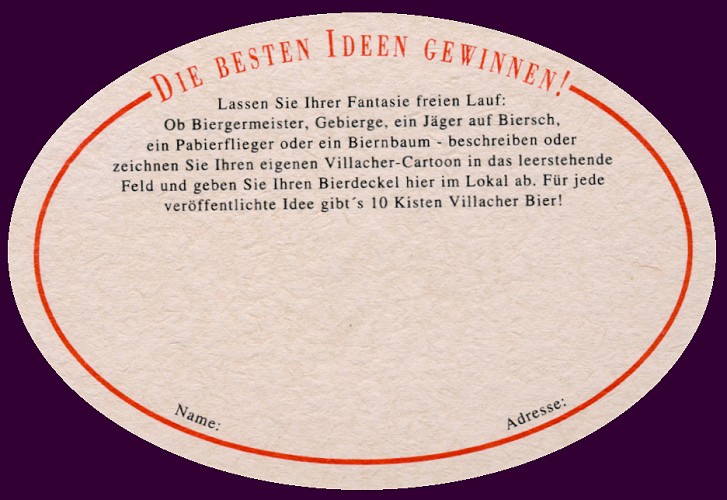 DIE BESTEN IDEEN GEWINNEN!
Lassen Sie Ihrer Fantasie freien Lauf:
Ob Biergermeister, Gebierge, ein Jäger auf Biersch,
ein Pabierflieger oder ein Biernbaum - beschreiben oder
zeichnen Sie Ihren eigenen Villacher-Cartoon in das leerstehende
Feld und geben Sie Ihren Bierdeckel hier im Lokal ab. Für jede
veröffentlichte Idee gibt´s 10 Kisten Villacher Bier!
Name:
Adresse: